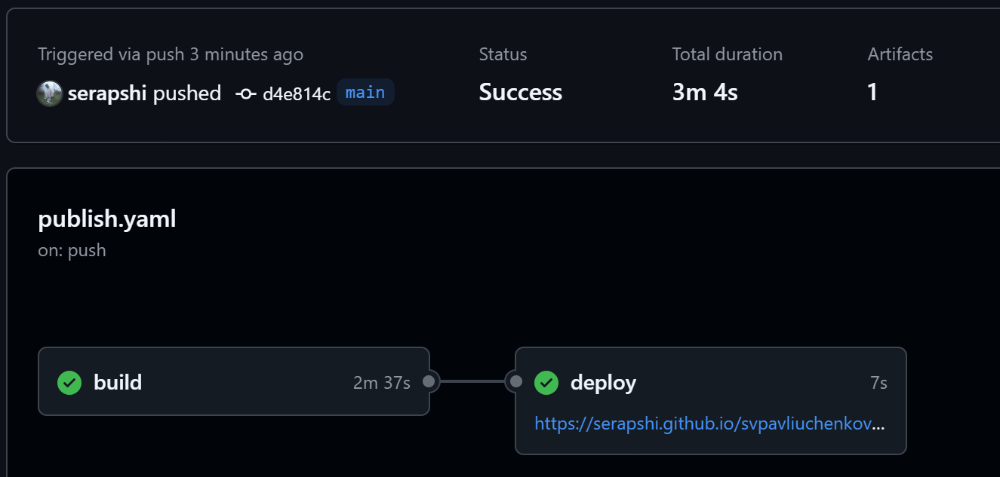 Triggered via push 3 minutes ago
serapshi pushed d4e814c main
Status
Success
Total duration
3m 4s
Artifacts
1
publish.yaml
on: push
build 2m 37s
deploy 7s
https://serapshi.github.io/svpavliuchenkov...